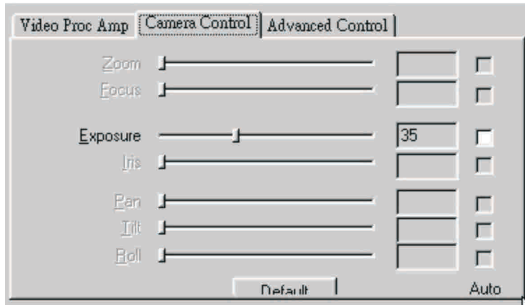 Video Proc Amp Camera Control Advanced Control
Zoom
Focus
Exposure 35
Iris
Pan
Tilt
Roll
Default Auto